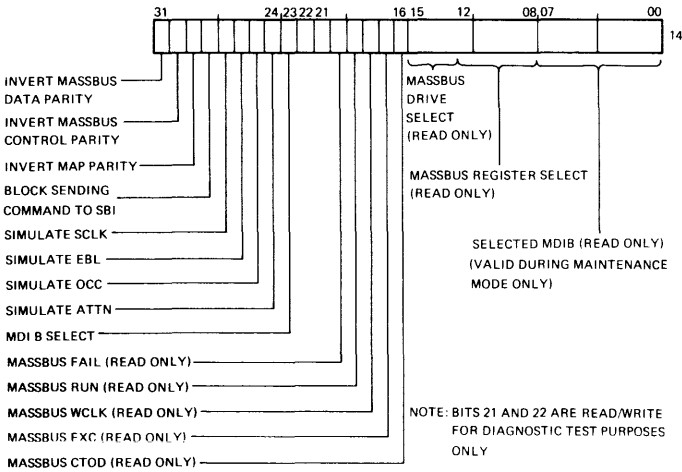 31 24,23 22 21 16 15 12 08,07 00
14
INVERT MASSBUS
DATA PARITY
INVERT MASSBUS
CONTROL PARITY
INVERT MAP PARITY
BLOCK SENDING
COMMAND TO SBI
SIMULATE SCLK
SIMULATE EBL
SIMULATE OCC
SIMULATE ATTN
MDI B SELECT
MASSBUS FAIL (READ ONLY)
MASSBUS RUN (READ ONLY)
MASSBUS WCLK (READ ONLY)
MASSBUS EXC (READ ONLY)
MASSBUS CTOD (READ ONLY)
MASSBUS
DRIVE
SELECT
(READ ONLY)
MASSBUS REGISTER SELECT
(READ ONLY)
SELECTED MDIB (READ ONLY)
(VALID DURING MAINTENANCE
MODE ONLY)
NOTE: BITS 21 AND 22 ARE READ/WRITE
FOR DIAGNOSTIC TEST PURPOSES
ONLY